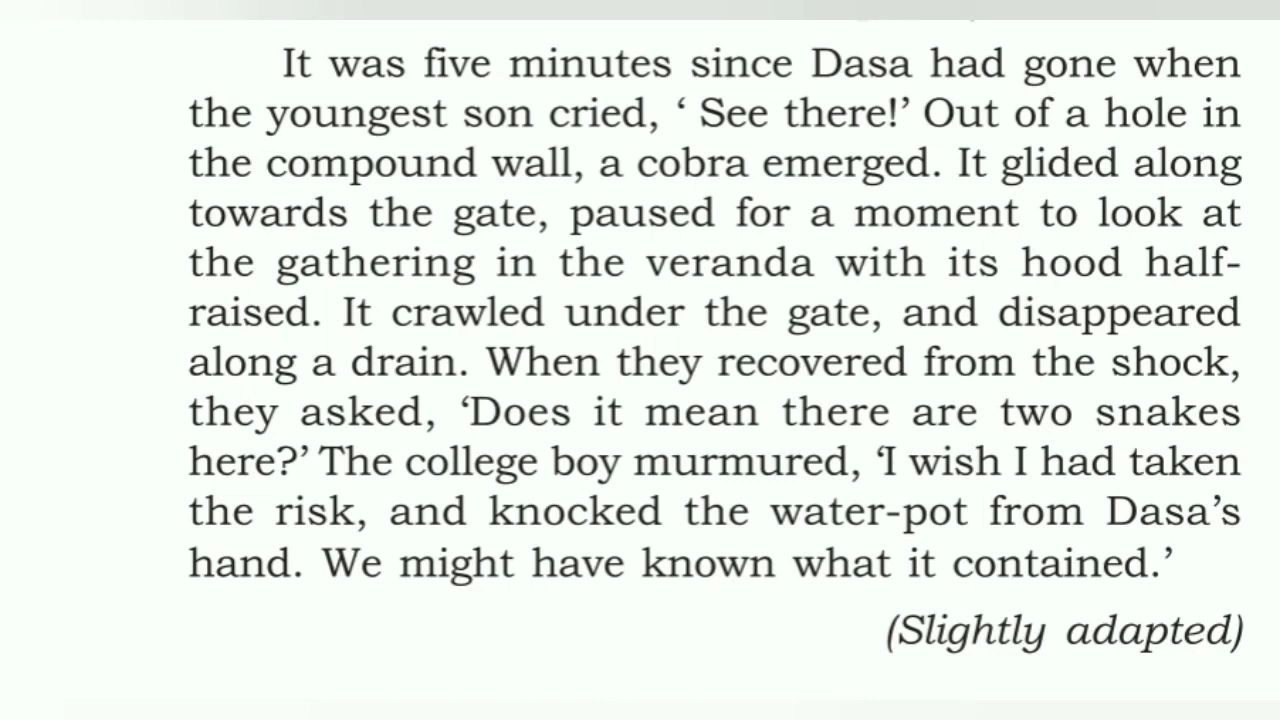 It was five minutes since Dasa had gone when
the youngest son cried, ‘ See there!’ Out of a hole in
the compound wall, a cobra emerged. It glided along
towards the gate, paused for a moment to look at
the gathering in the veranda with its hood half-
raised. It crawled under the gate, and disappeared
along a drain. When they recovered from the shock,
they asked, ‘Does it mean there are two snakes
here?’ The college boy murmured, ‘I wish I had taken
the risk, and knocked the water-pot from Dasa’s
hand. We might have known what it contained.’
(Slightly adapted)